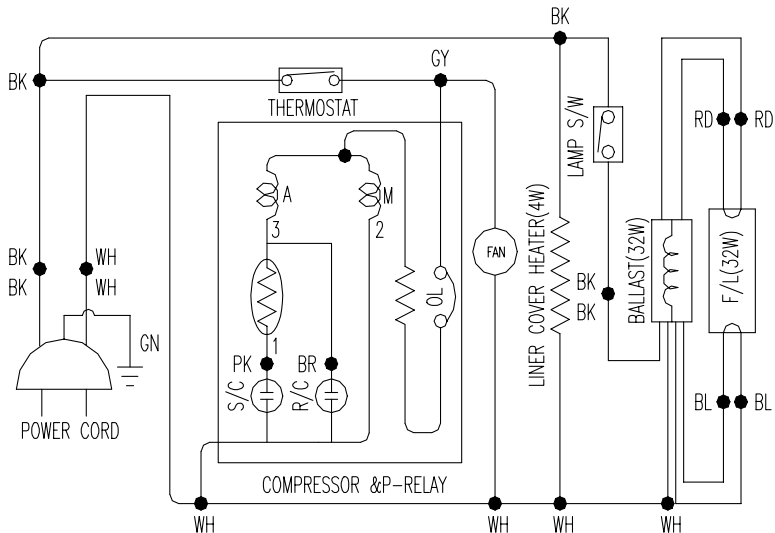 BK
GY
BK
THERMOSTAT
LAMP S/W
RD
RD
A
M
3
2
FAN
LINER COVER HEATER(4W)
BALLAST(32W)
F/L(32W)
BK
BK
WH
WH
OL
BK
BK
GN
1
PK
BR
S/C
R/C
BL
BL
POWER CORD
COMPRESSOR &P-RELAY
WH
WH
WH
WH